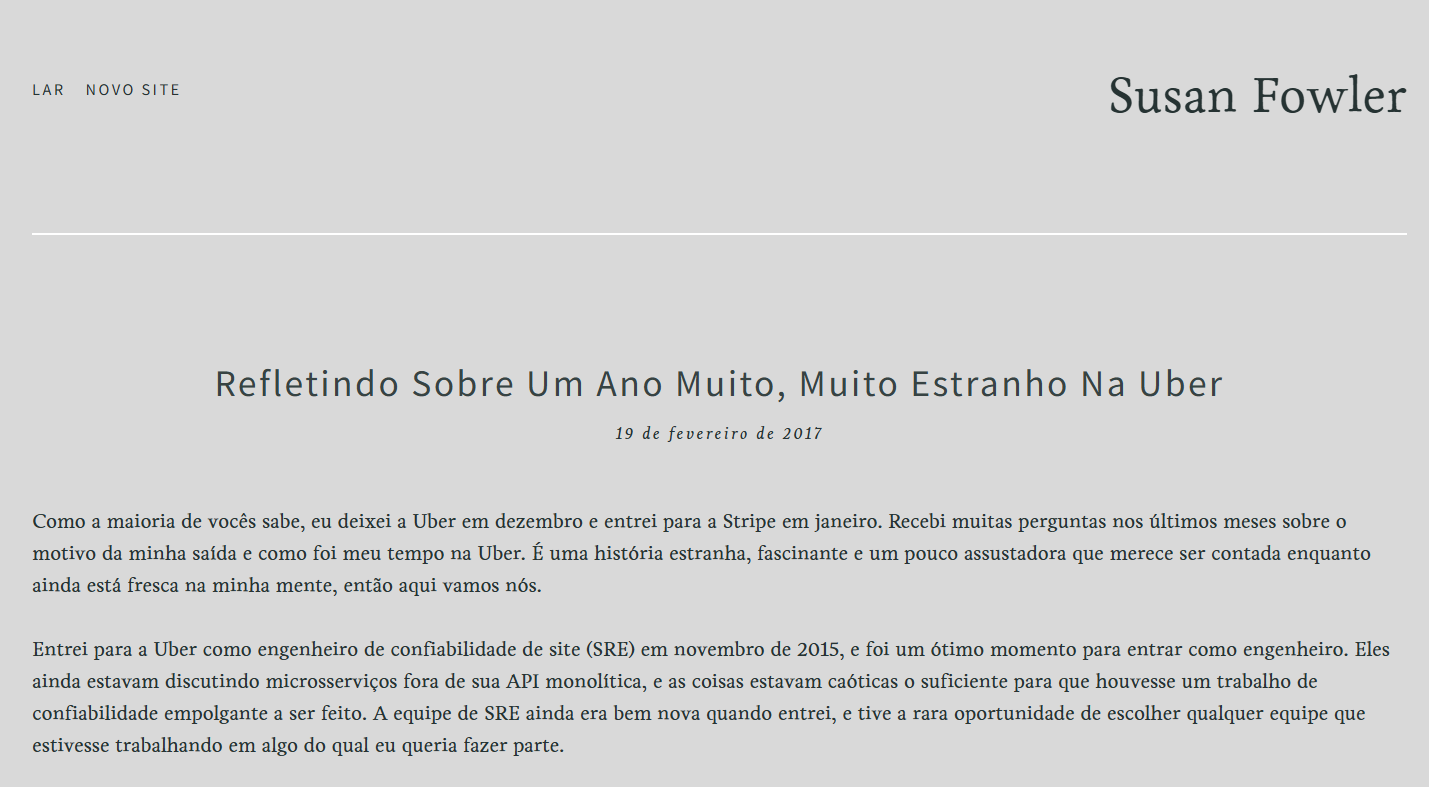 LAR NOVO SITE
Susan Fowler
Refletindo Sobre Um Ano Muito, Muito Estranho Na Uber
19 de fevereiro de 2017
Como a maioria de vocês sabe, eu deixei a Uber em dezembro e entrei para a Stripe em janeiro. Recebi muitas perguntas nos últimos meses sobre o
motivo da minha saída e como foi meu tempo na Uber. É uma história estranha, fascinante e um pouco assustadora que merece ser contada enquanto
ainda está fresca na minha mente, então aqui vamos nós.
Entrei para a Uber como engenheiro de confiabilidade de site (SRE) em novembro de 2015, e foi um ótimo momento para entrar como engenheiro. Eles
ainda estavam discutindo microsserviços fora de sua API monolítica, e as coisas estavam caóticas o suficiente para que houvesse um trabalho de
confiabilidade empolgante a ser feito. A equipe de SRE ainda era bem nova quando entrei, e tive a rara oportunidade de escolher qualquer equipe que
estivesse trabalhando em algo do qual eu queria fazer parte.